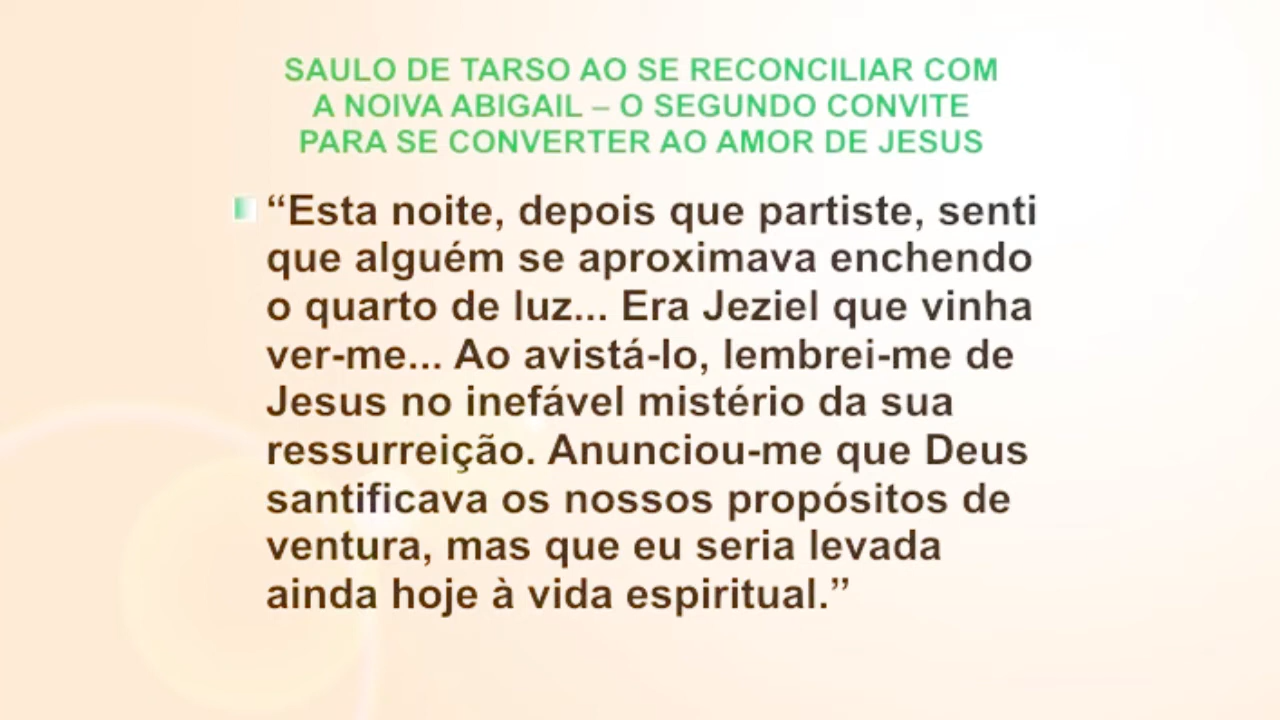 SAULO DE TARSO AO SE RECONCILIAR COM
A NOIVA ABIGAIL – O SEGUNDO CONVITE
PARA SE CONVERTER AO AMOR DE JESUS
“Esta noite, depois que partiste, senti
que alguém se aproximava enchendo
o quarto de luz... Era Jeziel que vinha
ver-me... Ao avistá-lo, lembrei-me de
Jesus no inefável mistério da sua
ressurreição. Anunciou-me que Deus
santificava os nossos propósitos de
ventura, mas que eu seria levada
ainda hoje à vida espiritual.”